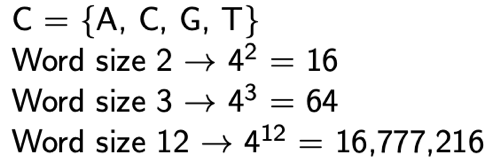 C = {A, C, G, T}
Word size 2 → 4² = 16
Word size 3 → 4³ = 64
Word size 12 → 4¹² = 16,777,216